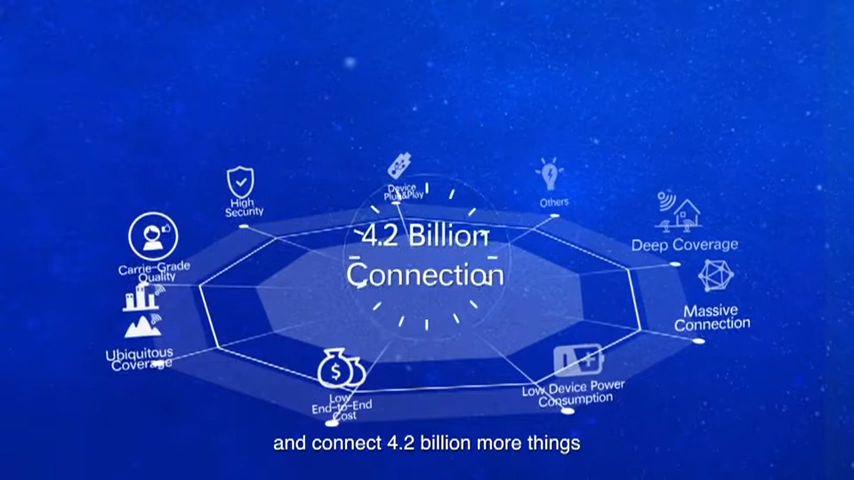 Device
Plug&Play
High
Security
Others
4.2 Billion
Connection
Deep Coverage
Carrie-Grade
Quality
Massive
Connection
Ubiquitous
Coverage
Low
End-to-End
Cost
Low Device Power
Consumption
and connect 4.2 billion more things